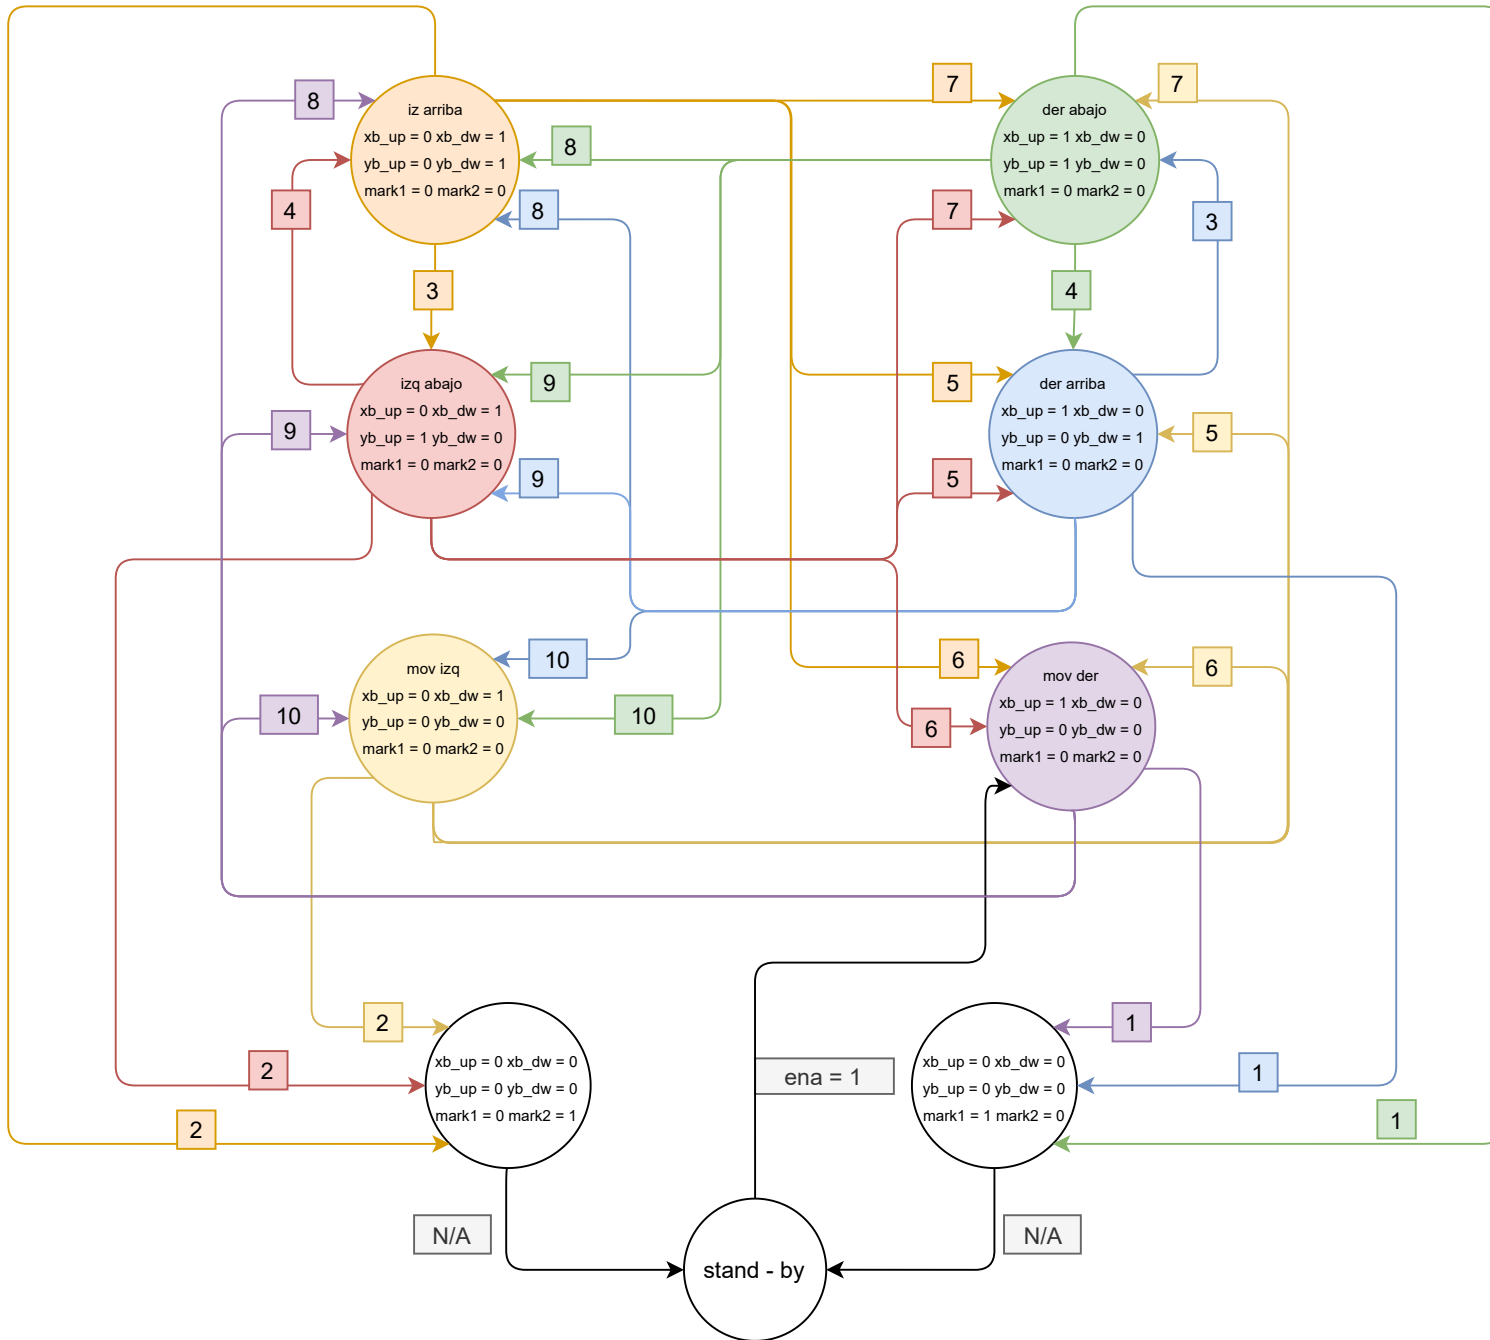 7
7
8
iz arriba
xb_up = 0 xb_dw = 1
yb_up = 0 yb_dw = 1
mark1 = 0 mark2 = 0
der abajo
xb_up = 1 xb_dw = 0
yb_up = 1 yb_dw = 0
mark1 = 0 mark2 = 0
8
4
8
7
3
3
4
izq abajo
xb_up = 0 xb_dw = 1
yb_up = 1 yb_dw = 0
mark1 = 0 mark2 = 0
9
5
der arriba
xb_up = 1 xb_dw = 0
yb_up = 0 yb_dw = 1
mark1 = 0 mark2 = 0
9
5
9
5
mov izq
xb_up = 0 xb_dw = 1
yb_up = 0 yb_dw = 0
mark1 = 0 mark2 = 0
10
6
mov der
xb_up = 1 xb_dw = 0
yb_up = 0 yb_dw = 0
mark1 = 0 mark2 = 0
6
10
10
6
2
1
xb_up = 0 xb_dw = 0
yb_up = 0 yb_dw = 0
mark1 = 0 mark2 = 1
2
ena = 1
xb_up = 0 xb_dw = 0
yb_up = 0 yb_dw = 0
mark1 = 1 mark2 = 0
1
2
1
N/A
N/A
stand - by